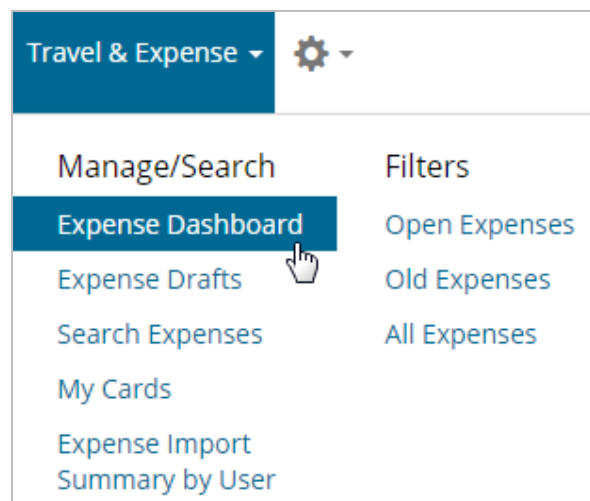 Travel & Expense
Manage/Search
Expense Dashboard
Expense Drafts
Search Expenses
My Cards
Expense Import
Summary by User
Filters
Open Expenses
Old Expenses
All Expenses